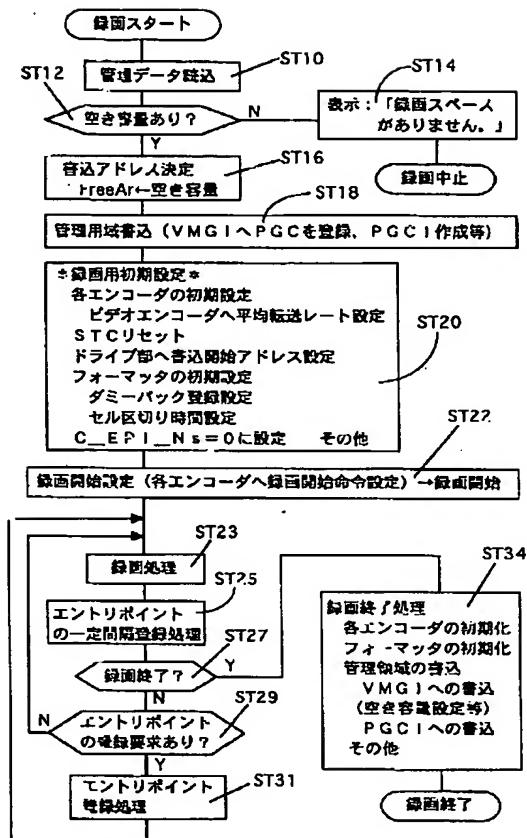 録画スタート
ST10
管理データ読込
ST12
空き容量あり？
N
Y
ST14
表示：「録画スペース
がありません。」
録画中止
ST16
書込アドレス決定
FreeAr←空き容量
ST18
管理用域書込（VMGIへPGCを登録、PGCI作成等）
＊録画用初期設定＊
各エンコーダの初期設定
ビデオエンコーダへ平均転送レート設定
STCリセット
ドライブ部へ書込開始アドレス設定
フォーマッタの初期設定
ダミーパック登録設定
セル区切り時間設定
C＿EPI＿Ns＝0に設定　その他
ST20
ST22
録画開始設定（各エンコーダへ録画開始命令設定）→録画開始
ST23
録画処理
ST25
エントリポイント
の一定間隔登録処理
ST27
録画終了？
Y
N
ST29
エントリポイント
の登録要求あり？
N
Y
ST31
エントリポイント
登録処理
ST34
録画終了処理
各エンコーダの初期化
フォーマッタの初期化
管理領域の書込
VMGIへの書込
（空き容量設定等）
PGCIへの書込
その他
録画終了